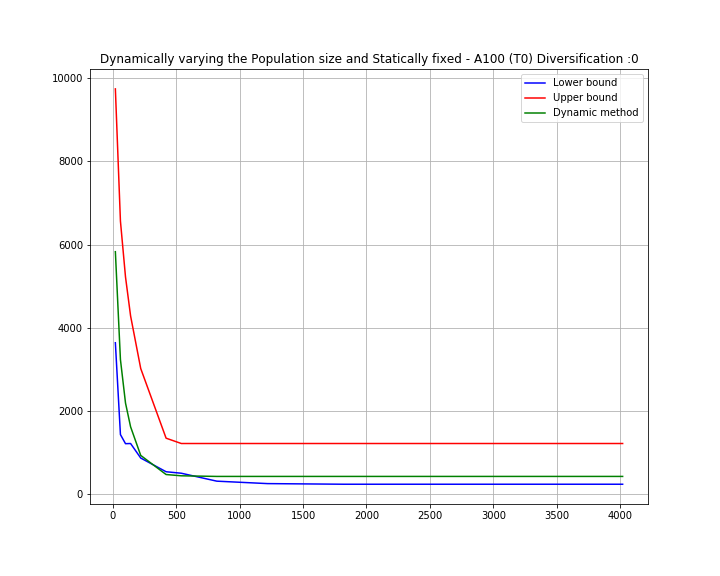 Dynamically varying the Population size and Statically fixed - A100 (T0) Diversification :0
Lower bound
Upper bound
Dynamic method
10000
8000
6000
4000
2000
0
0 500 1000 1500 2000 2500 3000 3500 4000